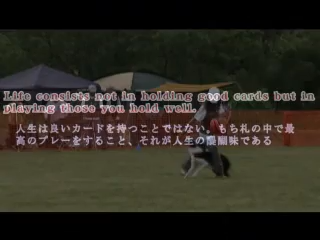 Life consists not in holding good cards but in
playing those you hold well.
人生は良いカードを持つことではない。もち札の中で最
高のプレーをすること、それが人生の醍醐味である